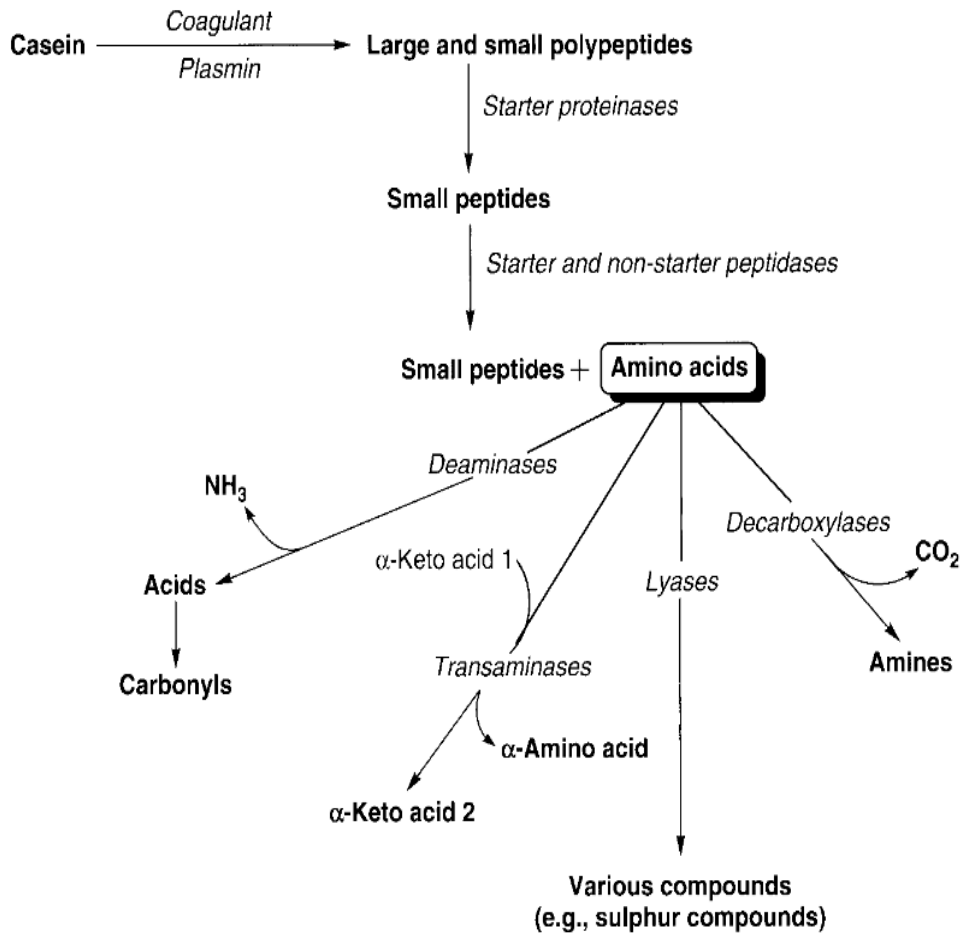 Coagulant
Casein
Large and small polypeptides
Plasmin
Starter proteinases
Small peptides
Starter and non-starter peptidases
Small peptides + Amino acids
Deaminases
NH₃
Decarboxylases
α-Keto acid 1
CO₂
Acids
Lyases
Transaminases
Amines
Carbonyls
α-Amino acid
α-Keto acid 2
Various compounds
(e.g., sulphur compounds)